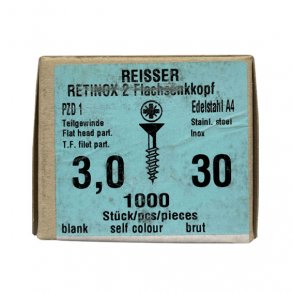 REISSER
RETINOX 2 Flachsenkkopf
PZD 1 Edelstahl A4
Teilgewinde Stainl. steel
Flat head part. Inox
T.F. filet part.
3,0 30
1000
Stück/pcs/pieces
blank self colour brut